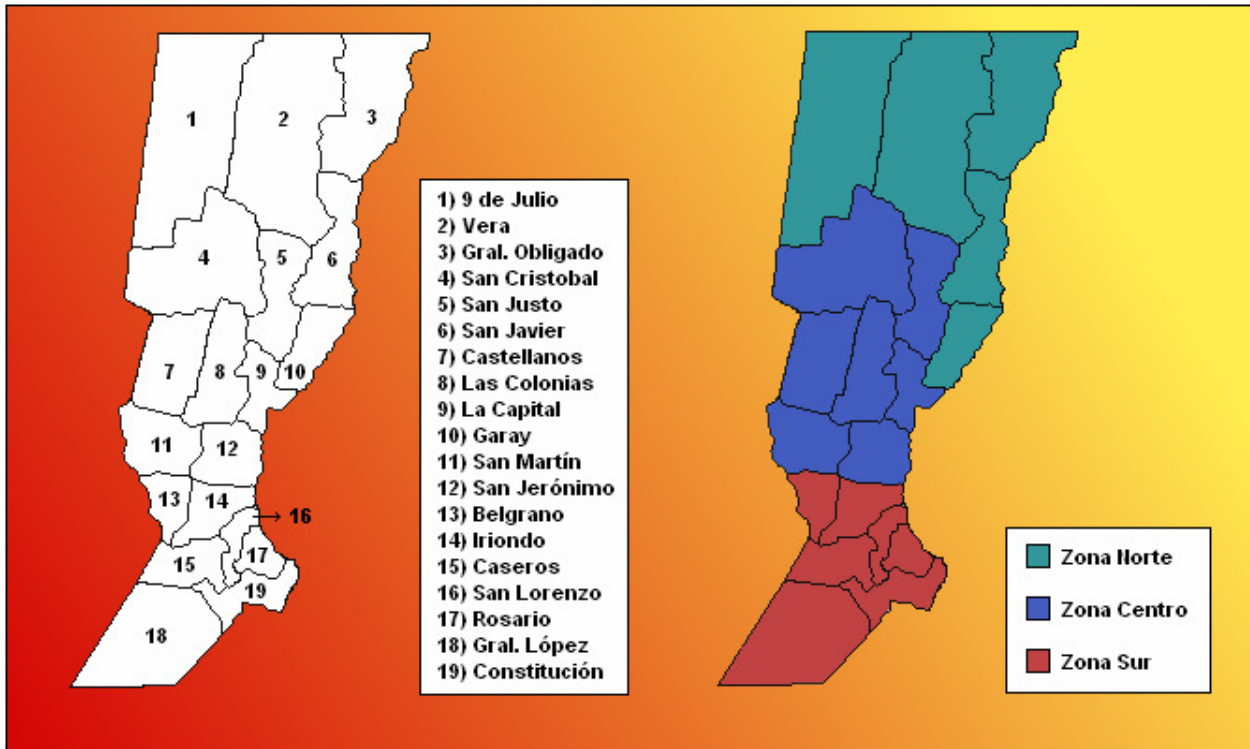 1
2
3
4
5
6
7
8
9
10
11
12
13
14
16
15
17
19
18
1) 9 de Julio
2) Vera
3) Gral. Obligado
4) San Cristobal
5) San Justo
6) San Javier
7) Castellanos
8) Las Colonias
9) La Capital
10) Garay
11) San Martín
12) San Jerónimo
13) Belgrano
14) Iriondo
15) Caseros
16) San Lorenzo
17) Rosario
18) Gral. López
19) Constitución
Zona Norte
Zona Centro
Zona Sur